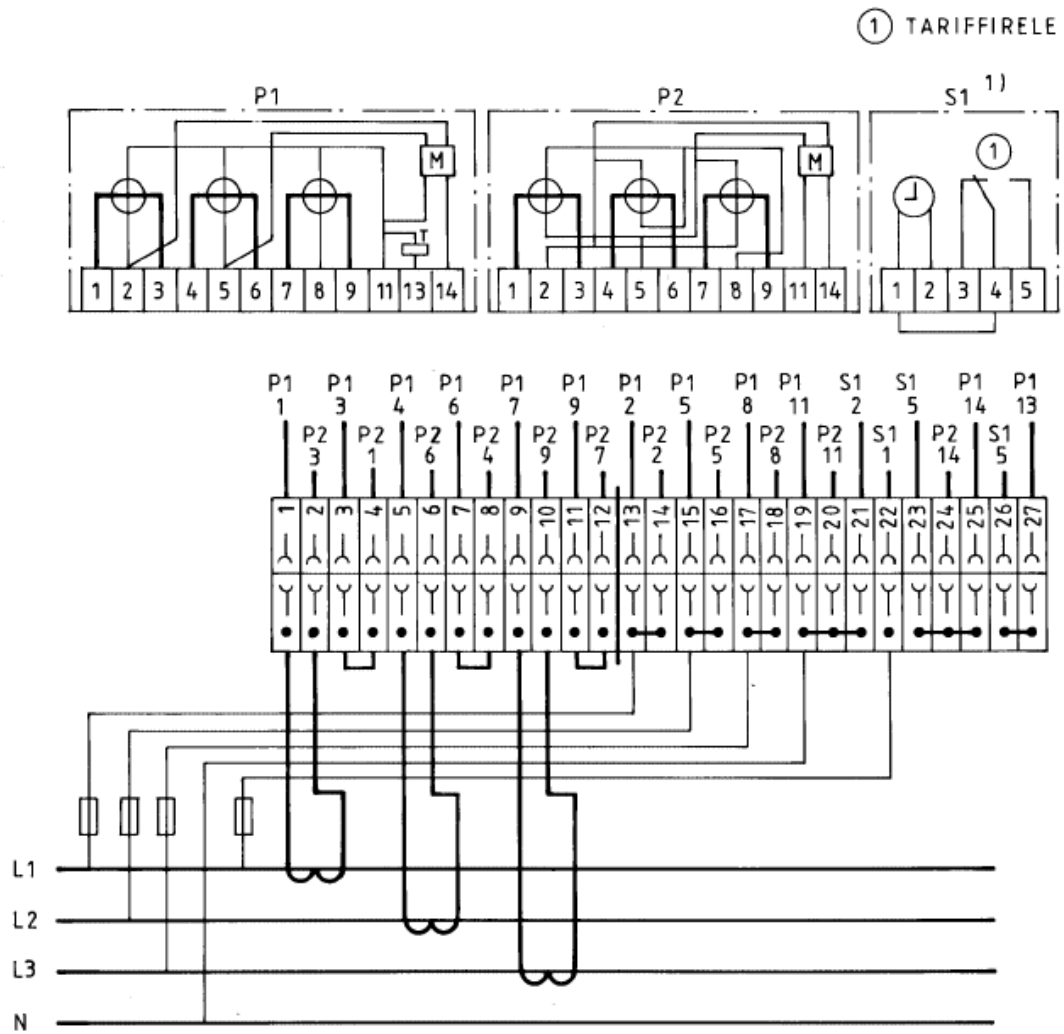 1 TARIFFIRELE
P1 P2 S1 1)
M M 1
T
1 2 3 4 5 6 7 8 9 11 13 14
1 2 3 4 5 6 7 8 9 11 14
1 2 3 4 5
P1 P1 P1 P1 P1 P1 P1 P1 P1 P1 S1 S1 P1 P1
1 3 4 6 7 9 2 5 8 11 2 5 14 13
P2 P2 P2 P2 P2 P2 P2 P2 P2 P2 S1 P2 S1
3 1 6 4 9 7 2 5 8 11 1 14 5
1 2 3 4 5 6 7 8 9 10 11 12 13 14 15 16 17 18 19 20 21 22 23 24 25 26 27
L1
L2
L3
N